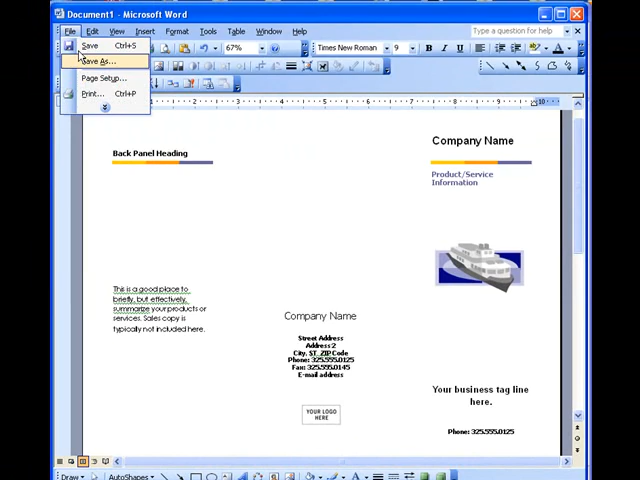 Document1 - Microsoft Word
File Edit View Insert Format Tools Table Window Help
Type a question for help
67% Times New Roman 9 B I U
Save Ctrl+S
Save As...
Page Setup...
Print... Ctrl+P
Back Panel Heading
Company Name
Product/Service
Information
This is a good place to
briefly, but effectively,
summarize your products or
services. Sales copy is
typically not included here.
Company Name
Street Address
Address 2
City, ST ZIP Code
Phone: 325.555.0125
Fax: 325.555.0145
E-mail address
YOUR LOGO
HERE
Your business tag line
here.
Phone: 325.555.0125
Draw AutoShapes